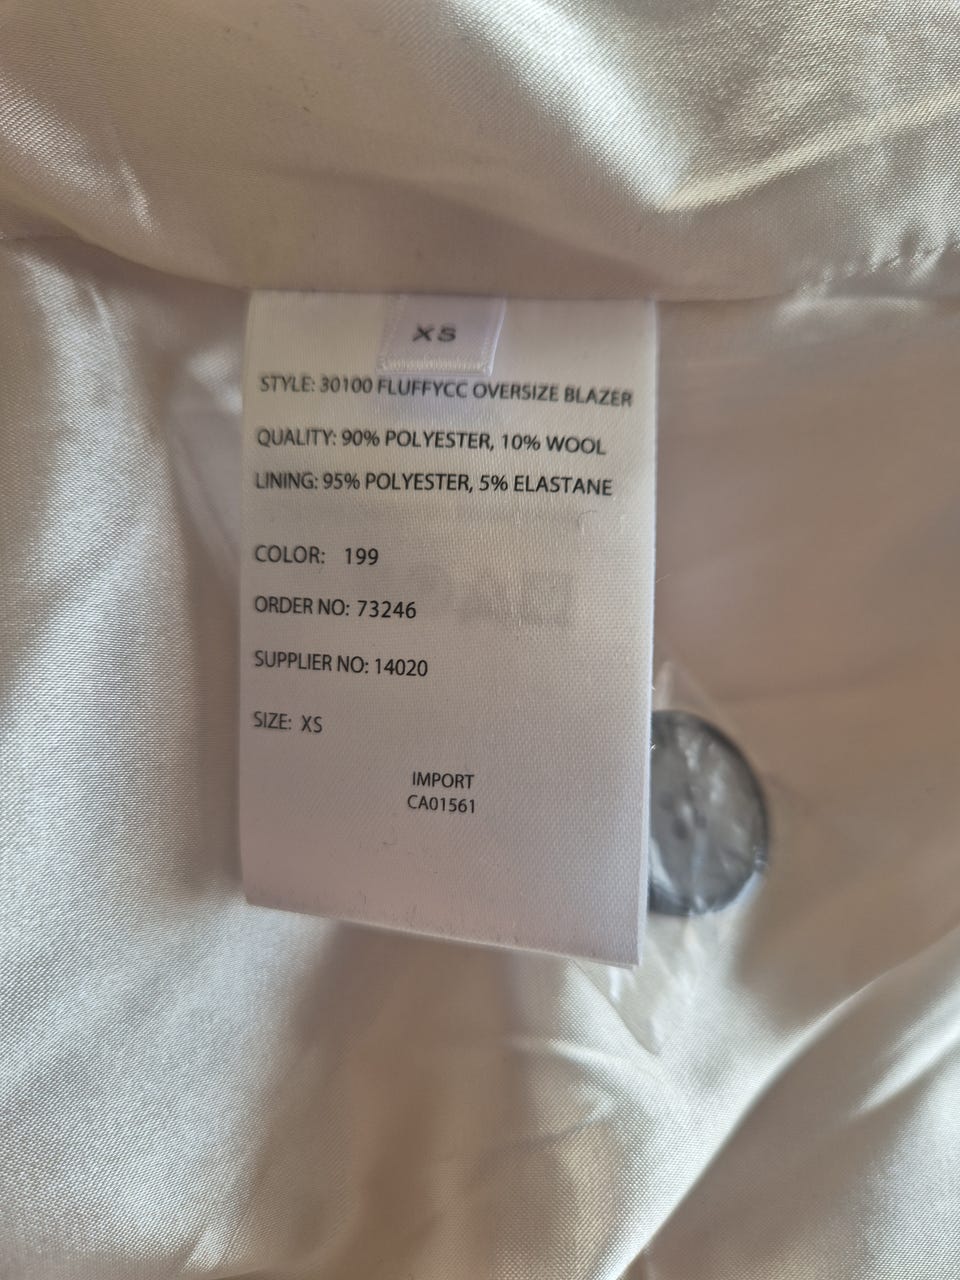 XS
STYLE: 30100 FLUFFYCC OVERSIZE BLAZER
QUALITY: 90% POLYESTER, 10% WOOL
LINING: 95% POLYESTER, 5% ELASTANE
COLOR: 199
ORDER NO: 73246
SUPPLIER NO: 14020
SIZE: XS
IMPORT
CA01561